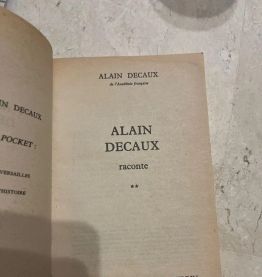 N DECAUX
POCKET :
VERSAILLES
HISTOIRE
ALAIN DECAUX
de l'Académie française
ALAIN
DECAUX
raconte
**